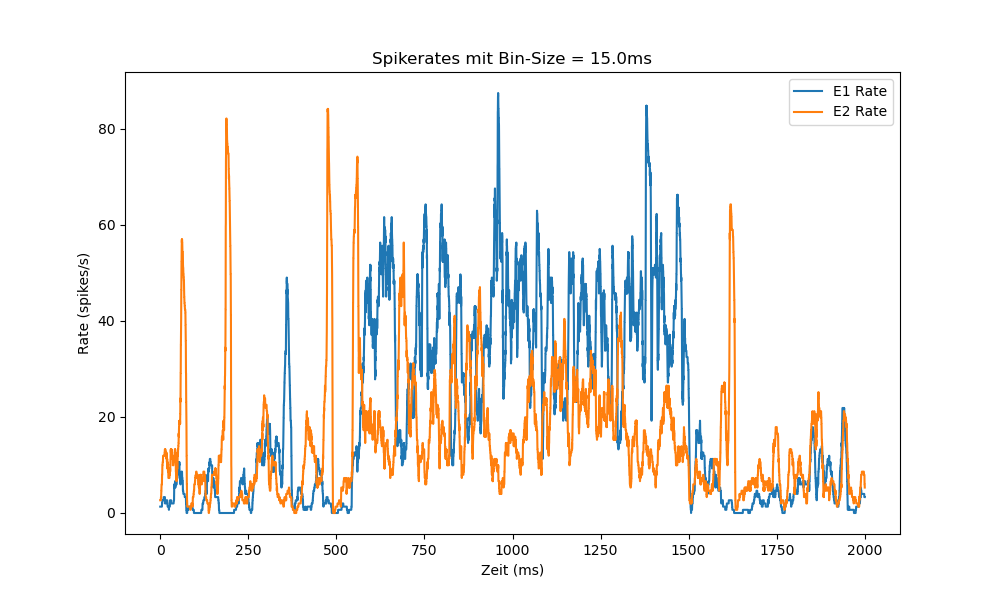 Spikerates mit Bin-Size = 15.0ms
E1 Rate
E2 Rate
80
60
40
20
0
Rate (spikes/s)
0 250 500 750 1000 1250 1500 1750 2000
Zeit (ms)